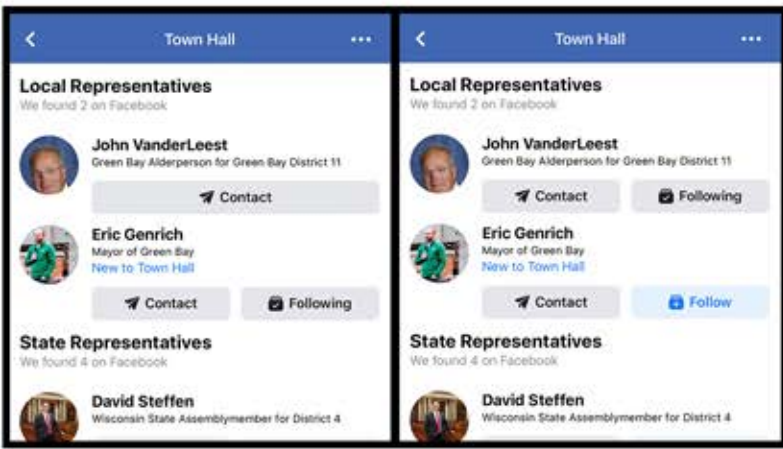 Town Hall
Local Representatives
We found 2 on Facebook
John VanderLeest
Green Bay Alderperson for Green Bay District 11
Contact
Eric Genrich
Mayor of Green Bay
New to Town Hall
Contact Following
State Representatives
We found 4 on Facebook
David Steffen
Wisconsin State Assemblymember for District 4
Town Hall
Local Representatives
We found 2 on Facebook
John VanderLeest
Green Bay Alderperson for Green Bay District 11
Contact Following
Eric Genrich
Mayor of Green Bay
New to Town Hall
Contact Follow
State Representatives
We found 4 on Facebook
David Steffen
Wisconsin State Assemblymember for District 4